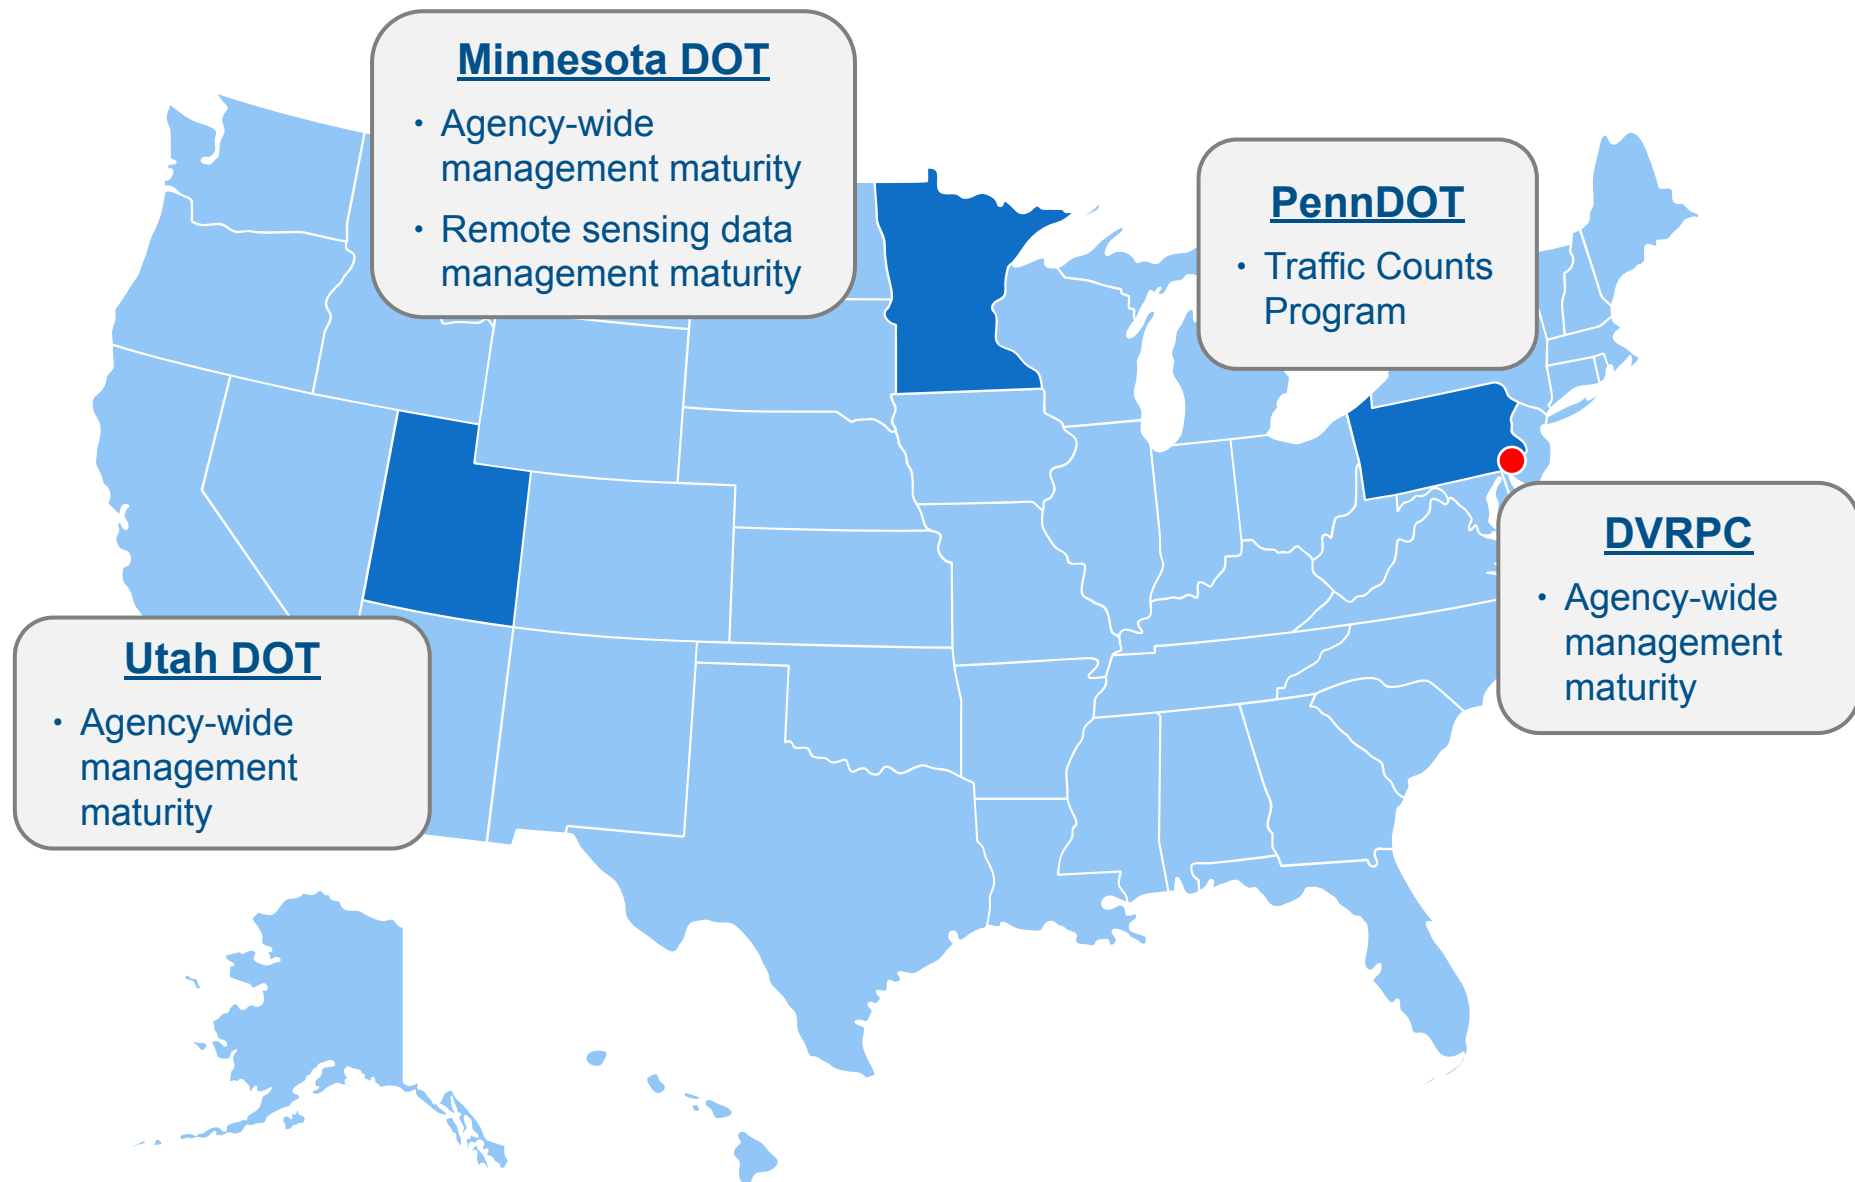 Minnesota DOT
• Agency-wide
management maturity
• Remote sensing data
management maturity
PennDOT
• Traffic Counts
Program
DVRPC
• Agency-wide
management
maturity
Utah DOT
• Agency-wide
management
maturity